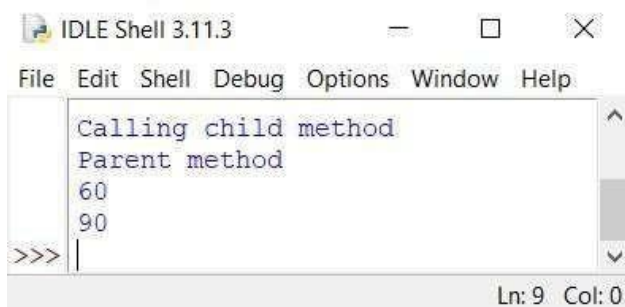 IDLE Shell 3.11.3
File Edit Shell Debug Options Window Help
Calling child method
Parent method
60
90
>>>
Ln: 9 Col: 0